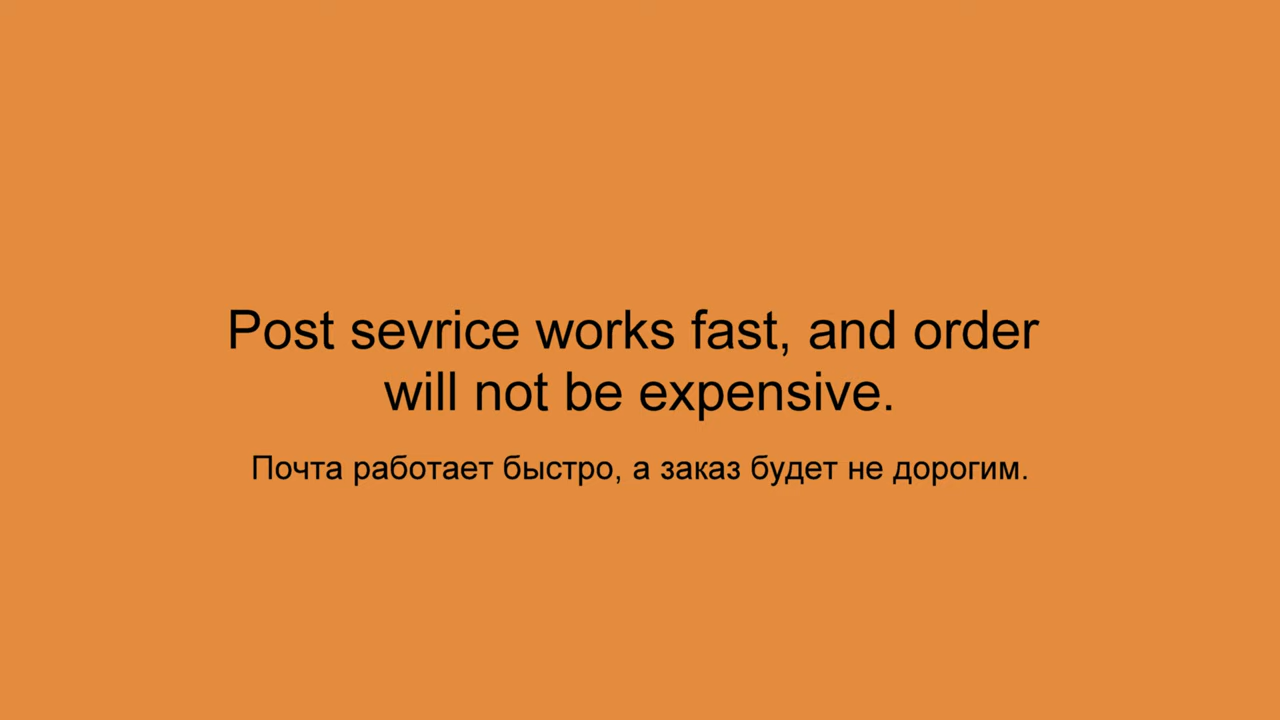 Post sevrice works fast, and order
will not be expensive.
Почта работает быстро, а заказ будет не дорогим.